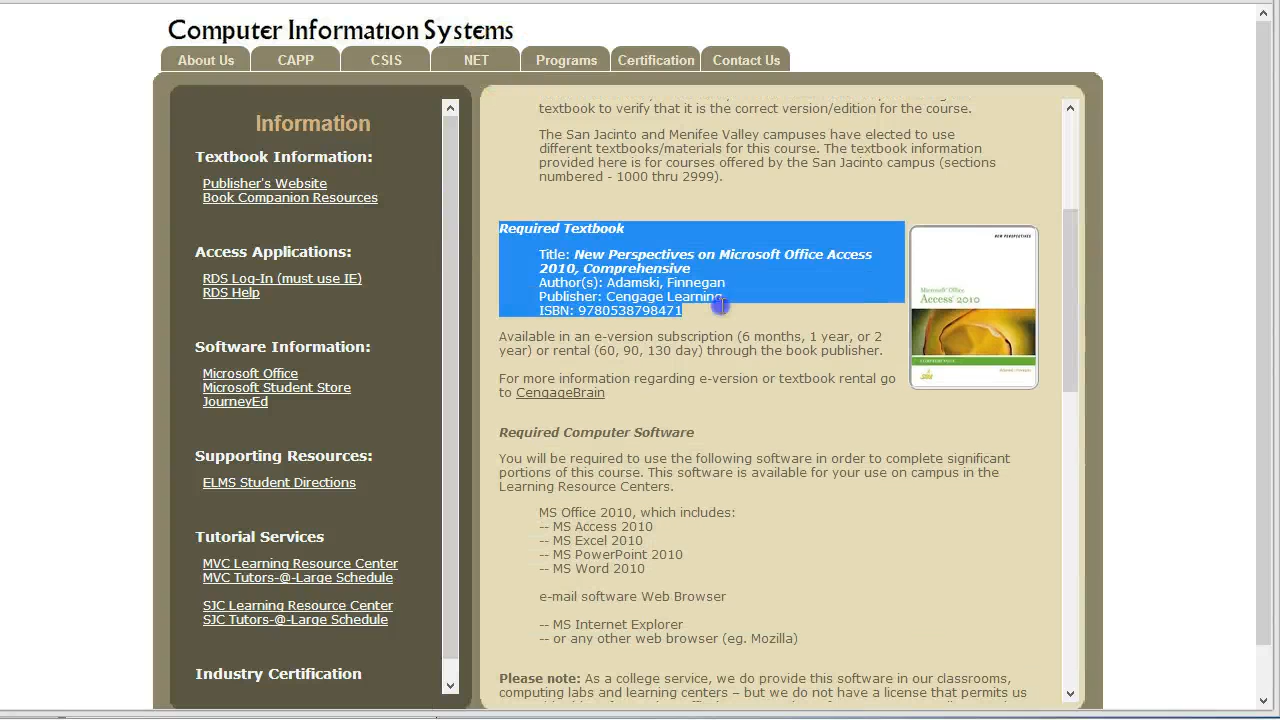 Computer Information Systems
About Us
CAPP
CSIS
NET
Programs
Certification
Contact Us
Information
Textbook Information:
Publisher's Website
Book Companion Resources
Access Applications:
RDS Log-In (must use IE)
RDS Help
Software Information:
Microsoft Office
Microsoft Student Store
JourneyEd
Supporting Resources:
ELMS Student Directions
Tutorial Services
MVC Learning Resource Center
MVC Tutors-@-Large Schedule
SJC Learning Resource Center
SJC Tutors-@-Large Schedule
Industry Certification
textbook to verify that it is the correct version/edition for the course.
The San Jacinto and Menifee Valley campuses have elected to use
different textbooks/materials for this course. The textbook information
provided here is for courses offered by the San Jacinto campus (sections
numbered - 1000 thru 2999).
Required Textbook
Title: New Perspectives on Microsoft Office Access
2010, Comprehensive
Author(s): Adamski, Finnegan
Publisher: Cengage Learning
ISBN: 9780538798471
NEW PERSPECTIVES
Microsoft Office
Access 2010
Available in an e-version subscription (6 months, 1 year, or 2
year) or rental (60, 90, 130 day) through the book publisher.
For more information regarding e-version or textbook rental go
to CengageBrain
Required Computer Software
You will be required to use the following software in order to complete significant
portions of this course. This software is available for your use on campus in the
Learning Resource Centers.
MS Office 2010, which includes:
-- MS Access 2010
-- MS Excel 2010
-- MS PowerPoint 2010
-- MS Word 2010
e-mail software Web Browser
-- MS Internet Explorer
-- or any other web browser (eg. Mozilla)
Please note: As a college service, we do provide this software in our classrooms,
computing labs and learning centers – but we do not have a license that permits us